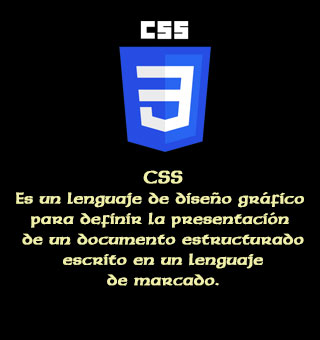 CSS
3
CSS
Es un lenguaje de diseño gráfico
para definir la presentación
de un documento estructurado
escrito en un lenguaje
de marcado.